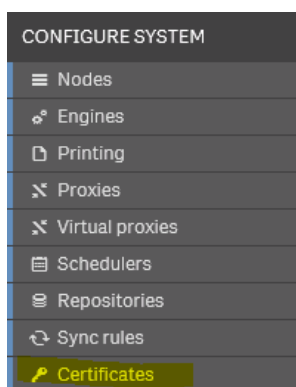 CONFIGURE SYSTEM
Nodes
Engines
Printing
Proxies
Virtual proxies
Schedulers
Repositories
Sync rules
Certificates